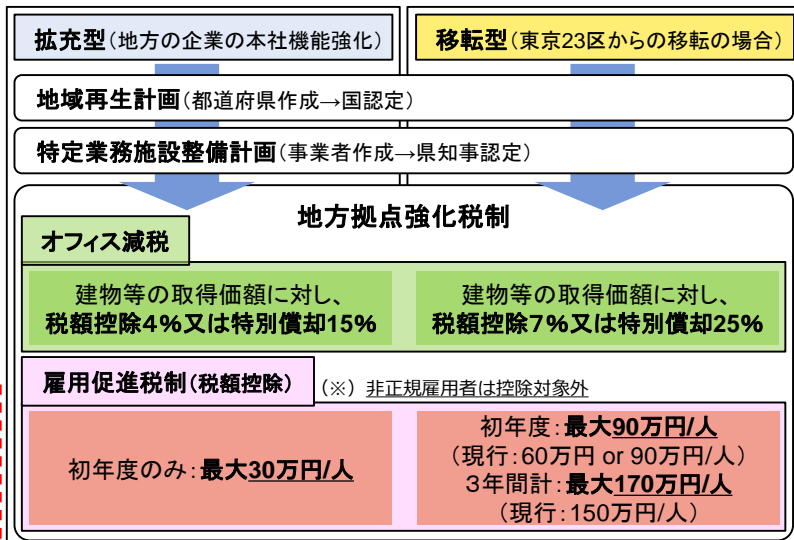 拡充型(地方の企業の本社機能強化)
移転型(東京23区からの移転の場合)
地域再生計画(都道府県作成→国認定)
特定業務施設整備計画(事業者作成→県知事認定)
地方拠点強化税制
オフィス減税
建物等の取得価額に対し、
税額控除4%又は特別償却15%
建物等の取得価額に対し、
税額控除7%又は特別償却25%
雇用促進税制(税額控除) (※) 非正規雇用者は控除対象外
初年度のみ:最大30万円/人
初年度:最大90万円/人
(現行:60万円 or 90万円/人)
3年間計:最大170万円/人
(現行:150万円/人)